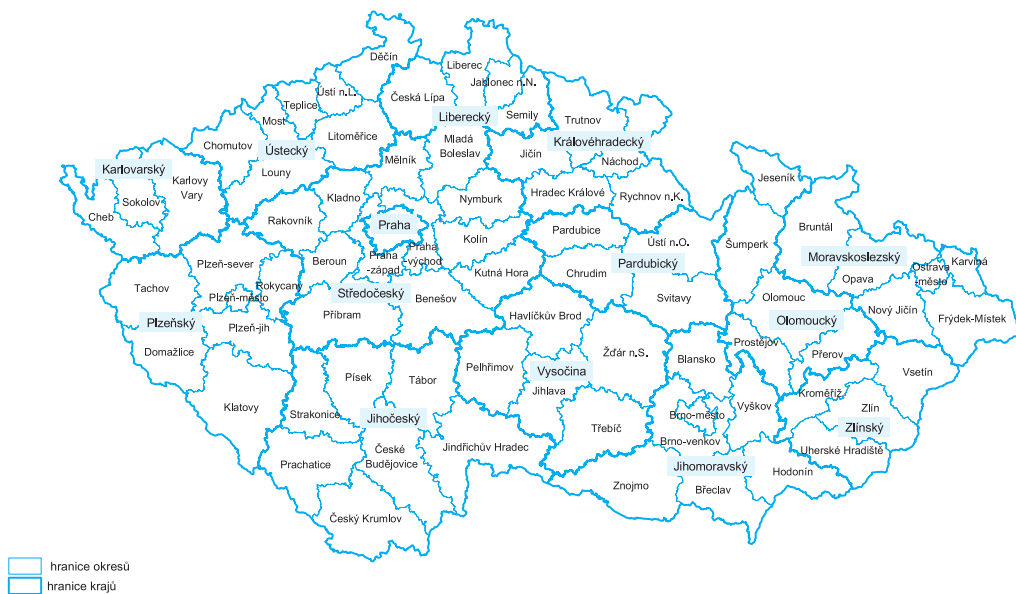 Děčín
Liberec
Jablonec n.N.
Ústí n.L.
Teplice
Česká Lípa
Most
Liberecký
Semily
Trutnov
Chomutov
Ústecký
Litoměřice
Mladá
Boleslav
Královéhradecký
Mělník
Jičín
Náchod
Karlovarský
Louny
Jeseník
Karlovy
Vary
Sokolov
Cheb
Kladno
Nymburk
Hradec Králové
Rychnov n.K.
Rakovník
Praha
Pardubice
Bruntál
Kolín
Ústí n.O.
Šumperk
Praha
-východ
Praha
-západ
Beroun
Plzeň-sever
Pardubický
Moravskoslezský
Karviná
Ostrava
-město
Kutná Hora
Chrudim
Opava
Tachov
Rokycany
Plzeň-město
Středočeský
Benešov
Svitavy
Olomouc
Nový Jičín
Frýdek-Místek
Příbram
Havlíčkův Brod
Olomoucký
Plzeňský
Plzeň-jih
Prostějov
Domažlice
Žďár n.S.
Blansko
Přerov
Pelhřimov
Vysočina
Vsetín
Písek
Tábor
Klatovy
Jihlava
Kroměříž
Vyškov
Zlín
Strakonice
Jihočeský
Brno-město
Třebíč
Zlínský
Brno-venkov
Jindřichův Hradec
České
Budějovice
Uherské Hradiště
Prachatice
Jihomoravský
Hodonín
Znojmo
Břeclav
Český Krumlov
hranice okresů
hranice krajů